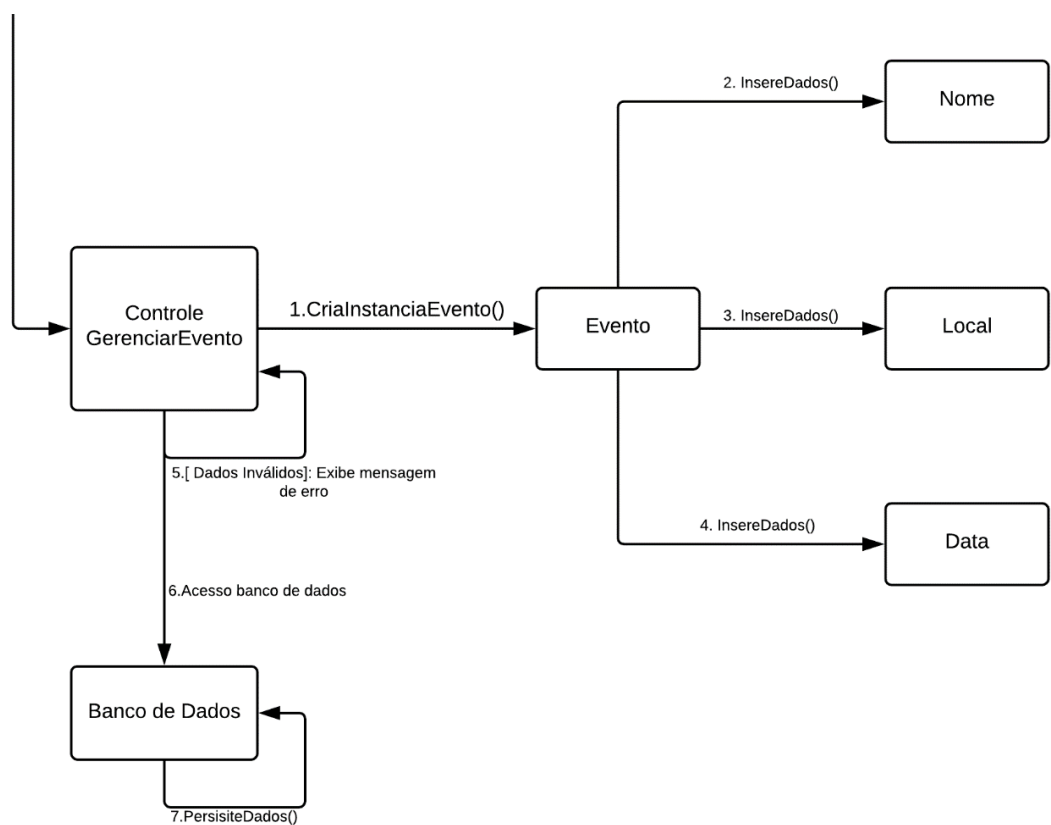 2. InsereDados()
Nome
Controle
GerenciarEvento
1.CriaInstanciaEvento()
Evento
3. InsereDados()
Local
5.[ Dados Inválidos]: Exibe mensagem
de erro
4. InsereDados()
Data
6.Acesso banco de dados
Banco de Dados
7.PersisiteDados()